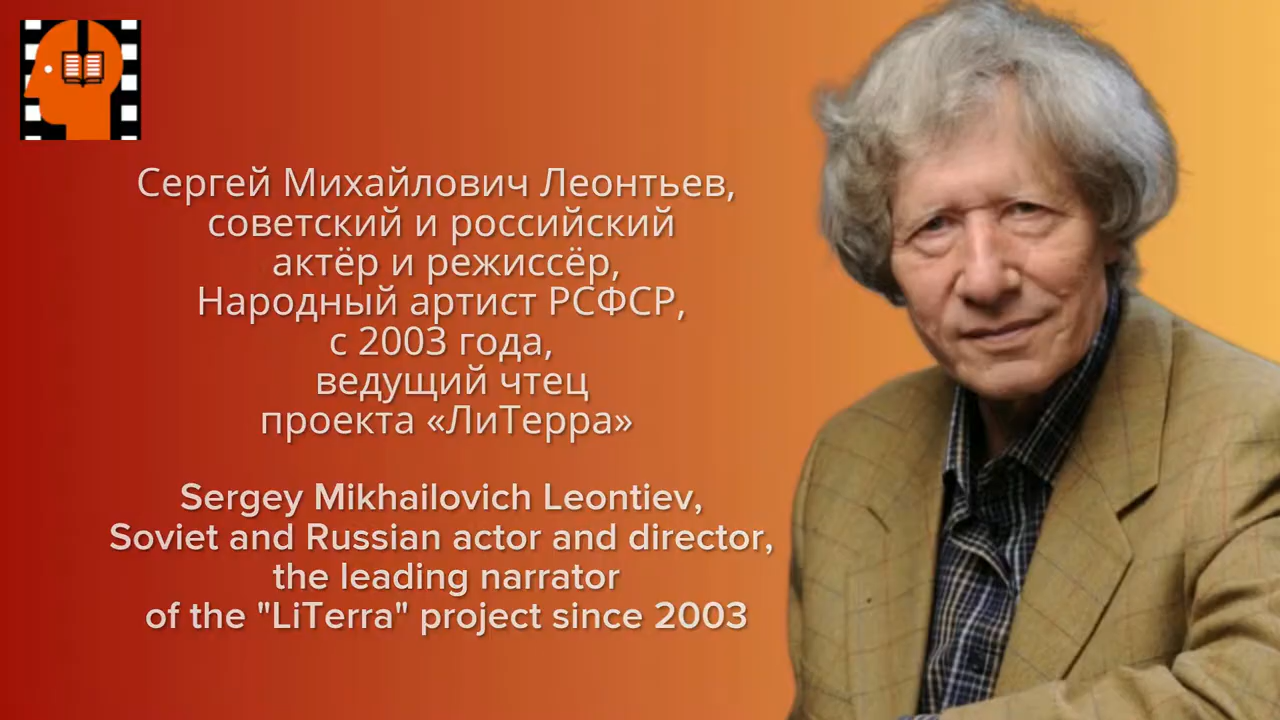 Сергей Михайлович Леонтьев,
советский и российский
актёр и режиссёр,
Народный артист РСФСР,
с 2003 года,
ведущий чтец
проекта «ЛиТерра»
Sergey Mikhailovich Leontiev,
Soviet and Russian actor and director,
the leading narrator
of the "LiTerra" project since 2003